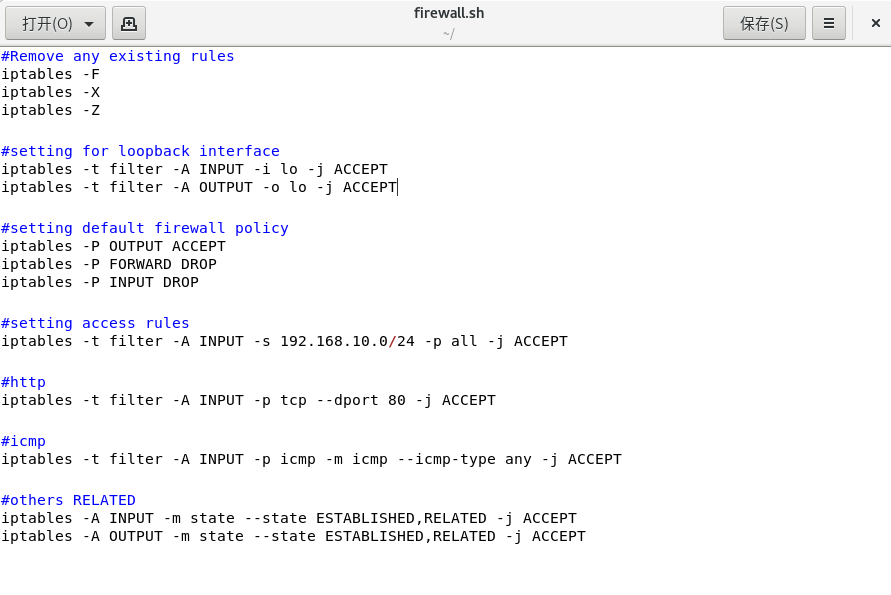 打开(O)
firewall.sh
~/
保存(S)
#Remove any existing rules
iptables -F
iptables -X
iptables -Z
#setting for loopback interface
iptables -t filter -A INPUT -i lo -j ACCEPT
iptables -t filter -A OUTPUT -o lo -j ACCEPT
#setting default firewall policy
iptables -P OUTPUT ACCEPT
iptables -P FORWARD DROP
iptables -P INPUT DROP
#setting access rules
iptables -t filter -A INPUT -s 192.168.10.0/24 -p all -j ACCEPT
#http
iptables -t filter -A INPUT -p tcp --dport 80 -j ACCEPT
#icmp
iptables -t filter -A INPUT -p icmp -m icmp --icmp-type any -j ACCEPT
#others RELATED
iptables -A INPUT -m state --state ESTABLISHED,RELATED -j ACCEPT
iptables -A OUTPUT -m state --state ESTABLISHED,RELATED -j ACCEPT